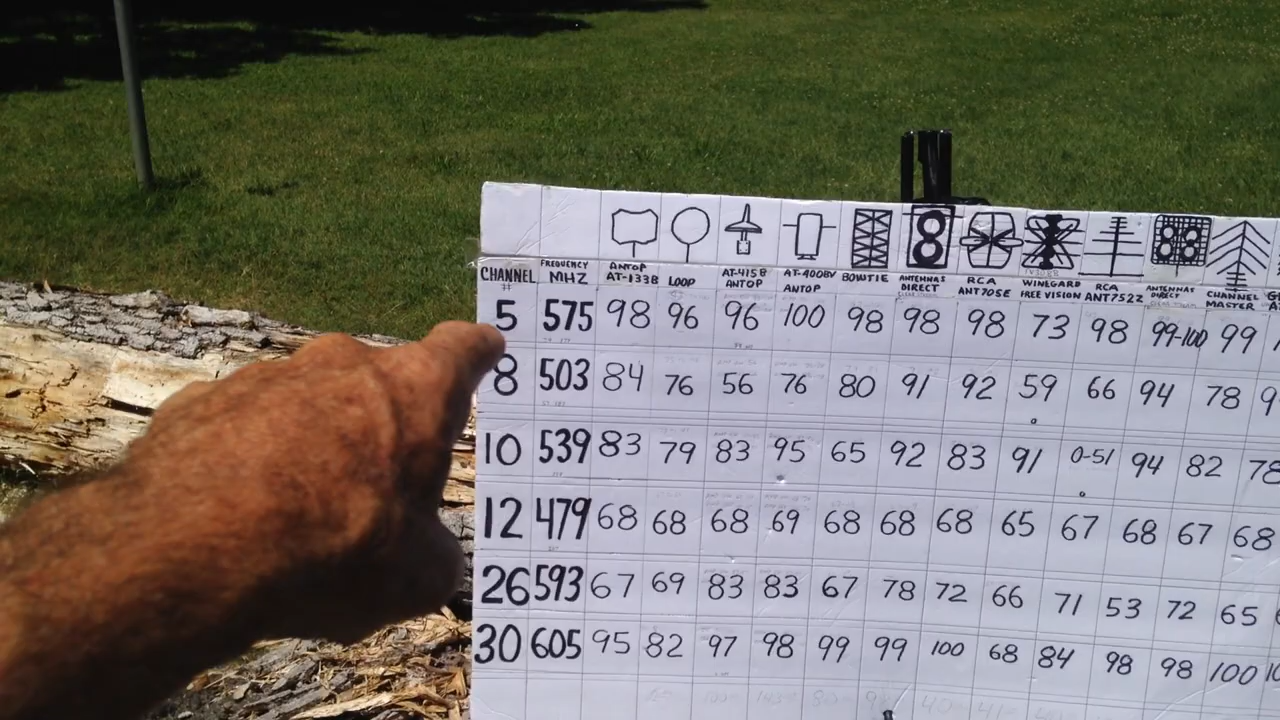 CHANNEL # FREQUENCY MHZ ANTOP AT-133B LOOP AT-415B ANTOP AT-400BV ANTOP BOWTIE ANTENNAS DIRECT RCA ANT705E WINEGARD FREE VISION RCA ANT752Z ANTENNAS DIRECT CHANNEL MASTER
5 575 98 96 96 100 98 98 98 73 98 99-100 99
8 503 84 76 56 76 80 91 92 59 66 94 78 9
10 539 83 79 83 95 65 92 83 91 0-51 94 82 78
12 479 68 68 68 69 68 68 68 65 67 68 67 68
26 593 67 69 83 83 67 78 72 66 71 53 72 65
30 605 95 82 97 98 99 99 100 68 84 98 98 100